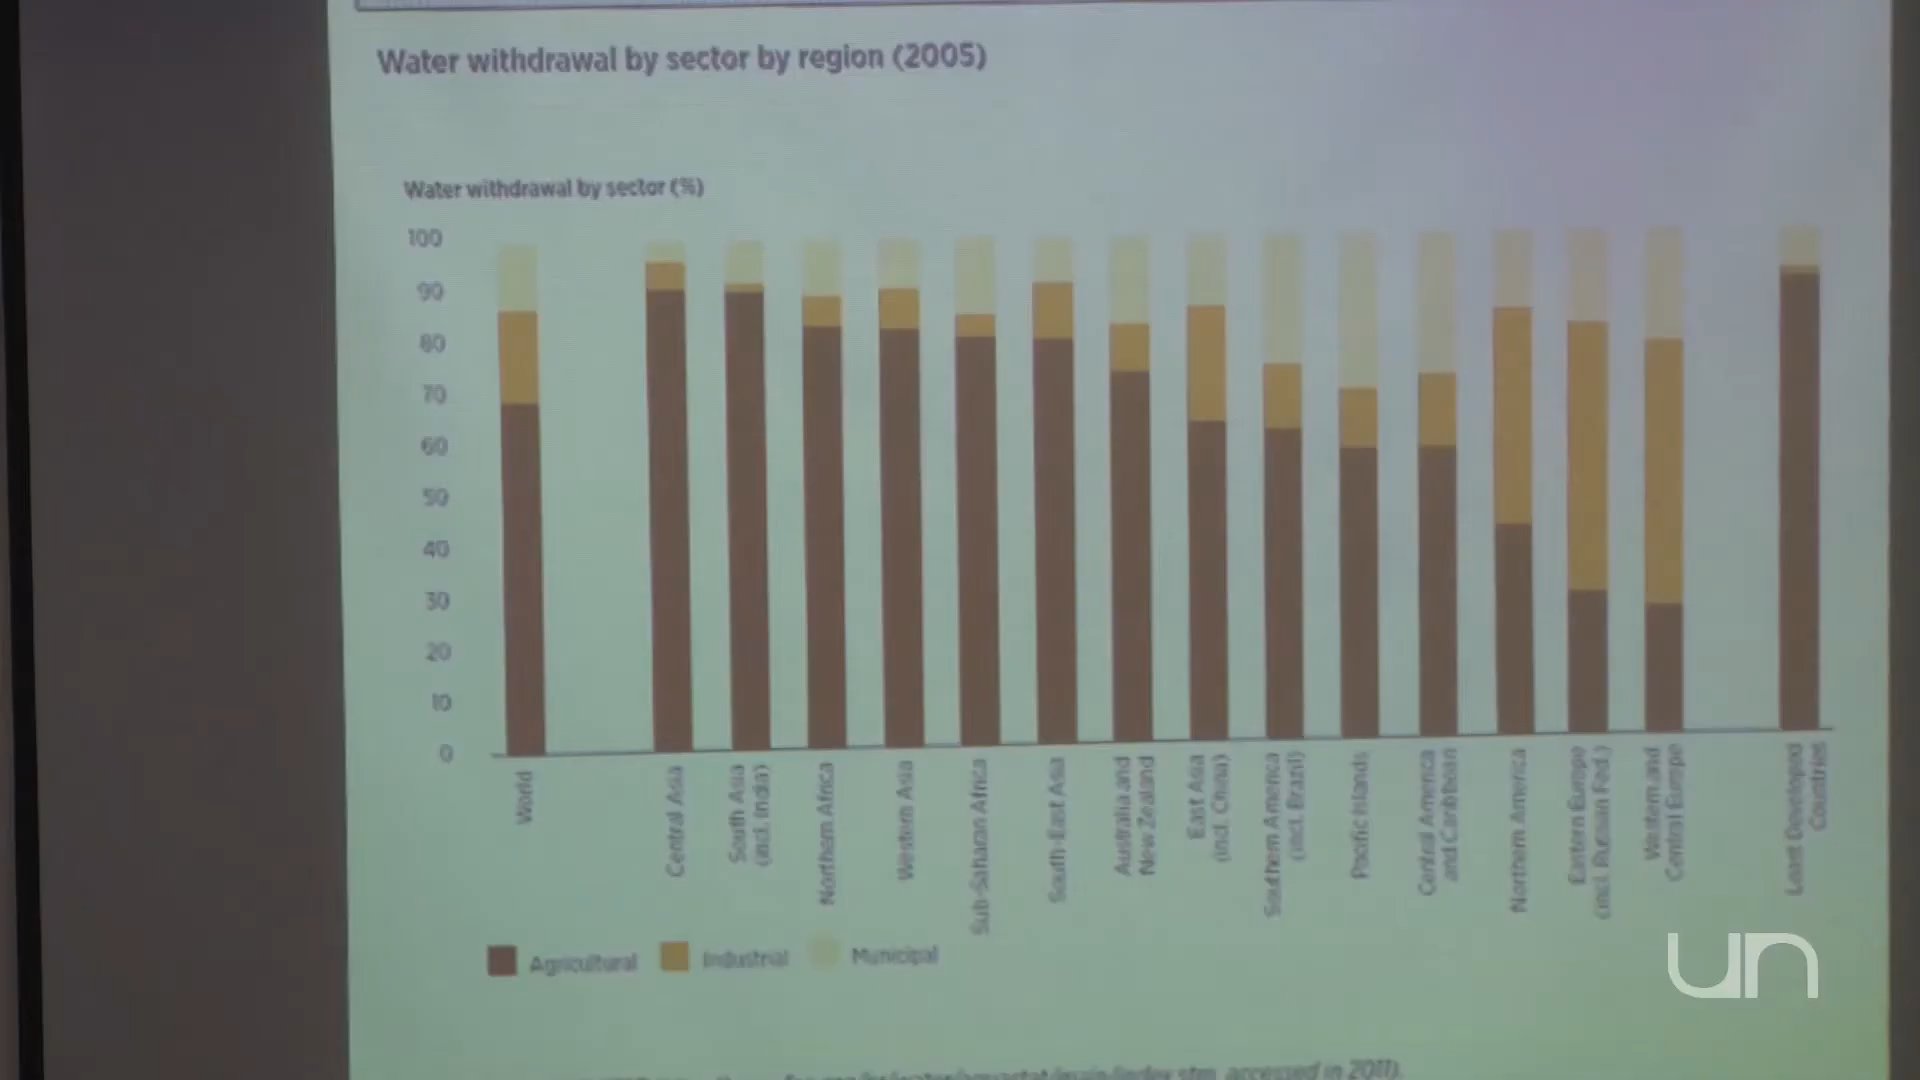 Water withdrawal by sector by region (2005)
Water withdrawal by sector (%)
100
90
80
70
60
50
40
30
20
10
0
World
Central Asia
South Asia
(incl. India)
Northern Africa
Western Asia
Sub-Saharan Africa
South-East Asia
Australia and
New Zealand
East Asia
(incl. China)
Southern America
(incl. Brazil)
Pacific Islands
Central America
and Caribbean
Northern America
Eastern Europe
(incl. Russian Fed.)
Western and
Central Europe
Least Developed
Countries
Agricultural
Industrial
Municipal
un
accessed in 2011).